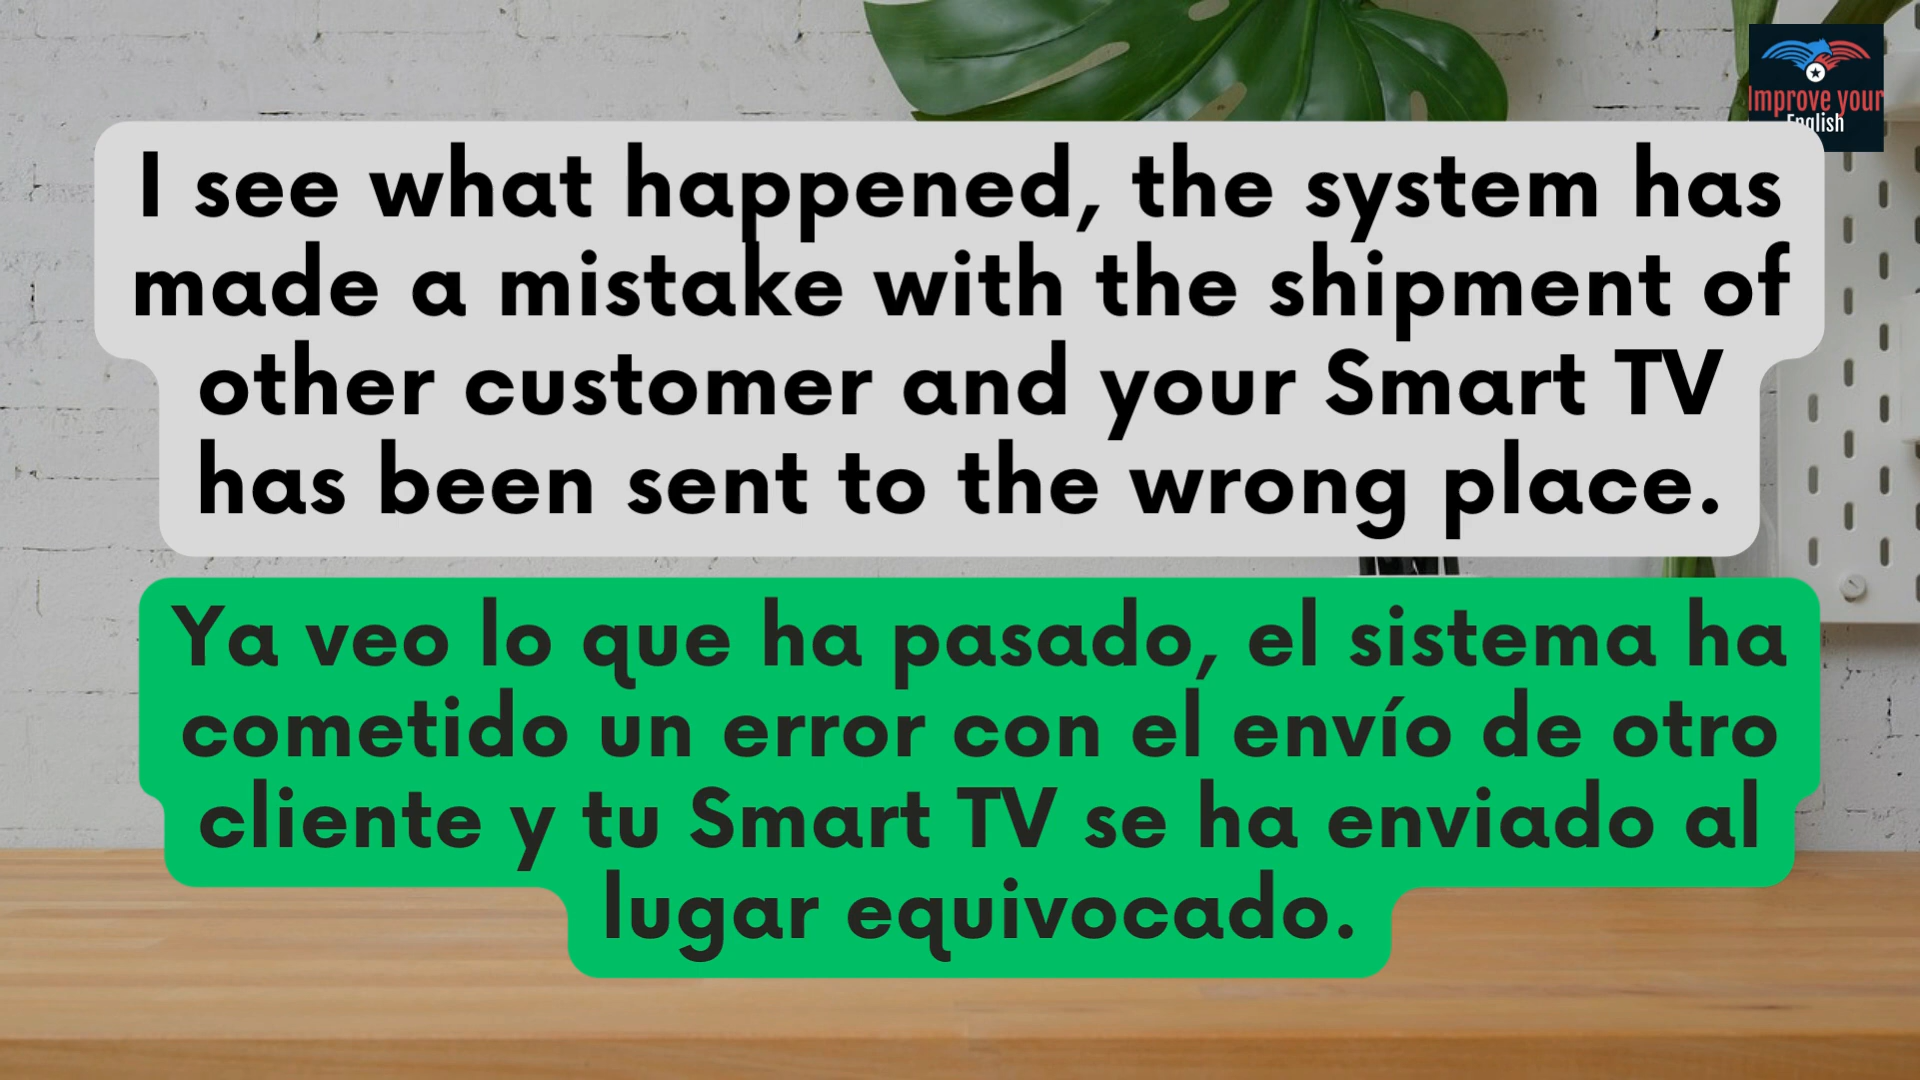 Improve your
English
I see what happened, the system has
made a mistake with the shipment of
other customer and your Smart TV
has been sent to the wrong place.
Ya veo lo que ha pasado, el sistema ha
cometido un error con el envío de otro
cliente y tu Smart TV se ha enviado al
lugar equivocado.